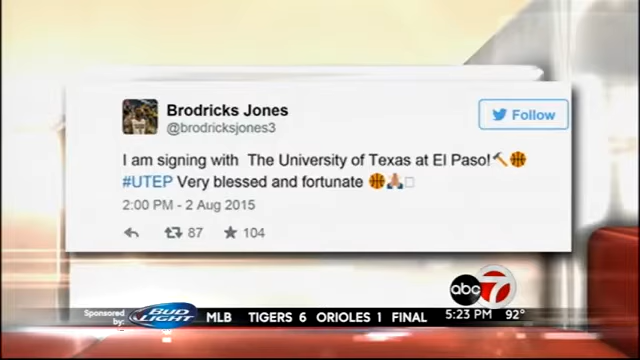 Brodricks Jones
@brodricksjones3
Follow
I am signing with The University of Texas at El Paso!🔨🏀
#UTEP Very blessed and fortunate 🏀🙏□
2:00 PM - 2 Aug 2015
87 104
abc 7
Sponsored by: BUD LIGHT MLB TIGERS 6 ORIOLES 1 FINAL 5:23 PM 92°